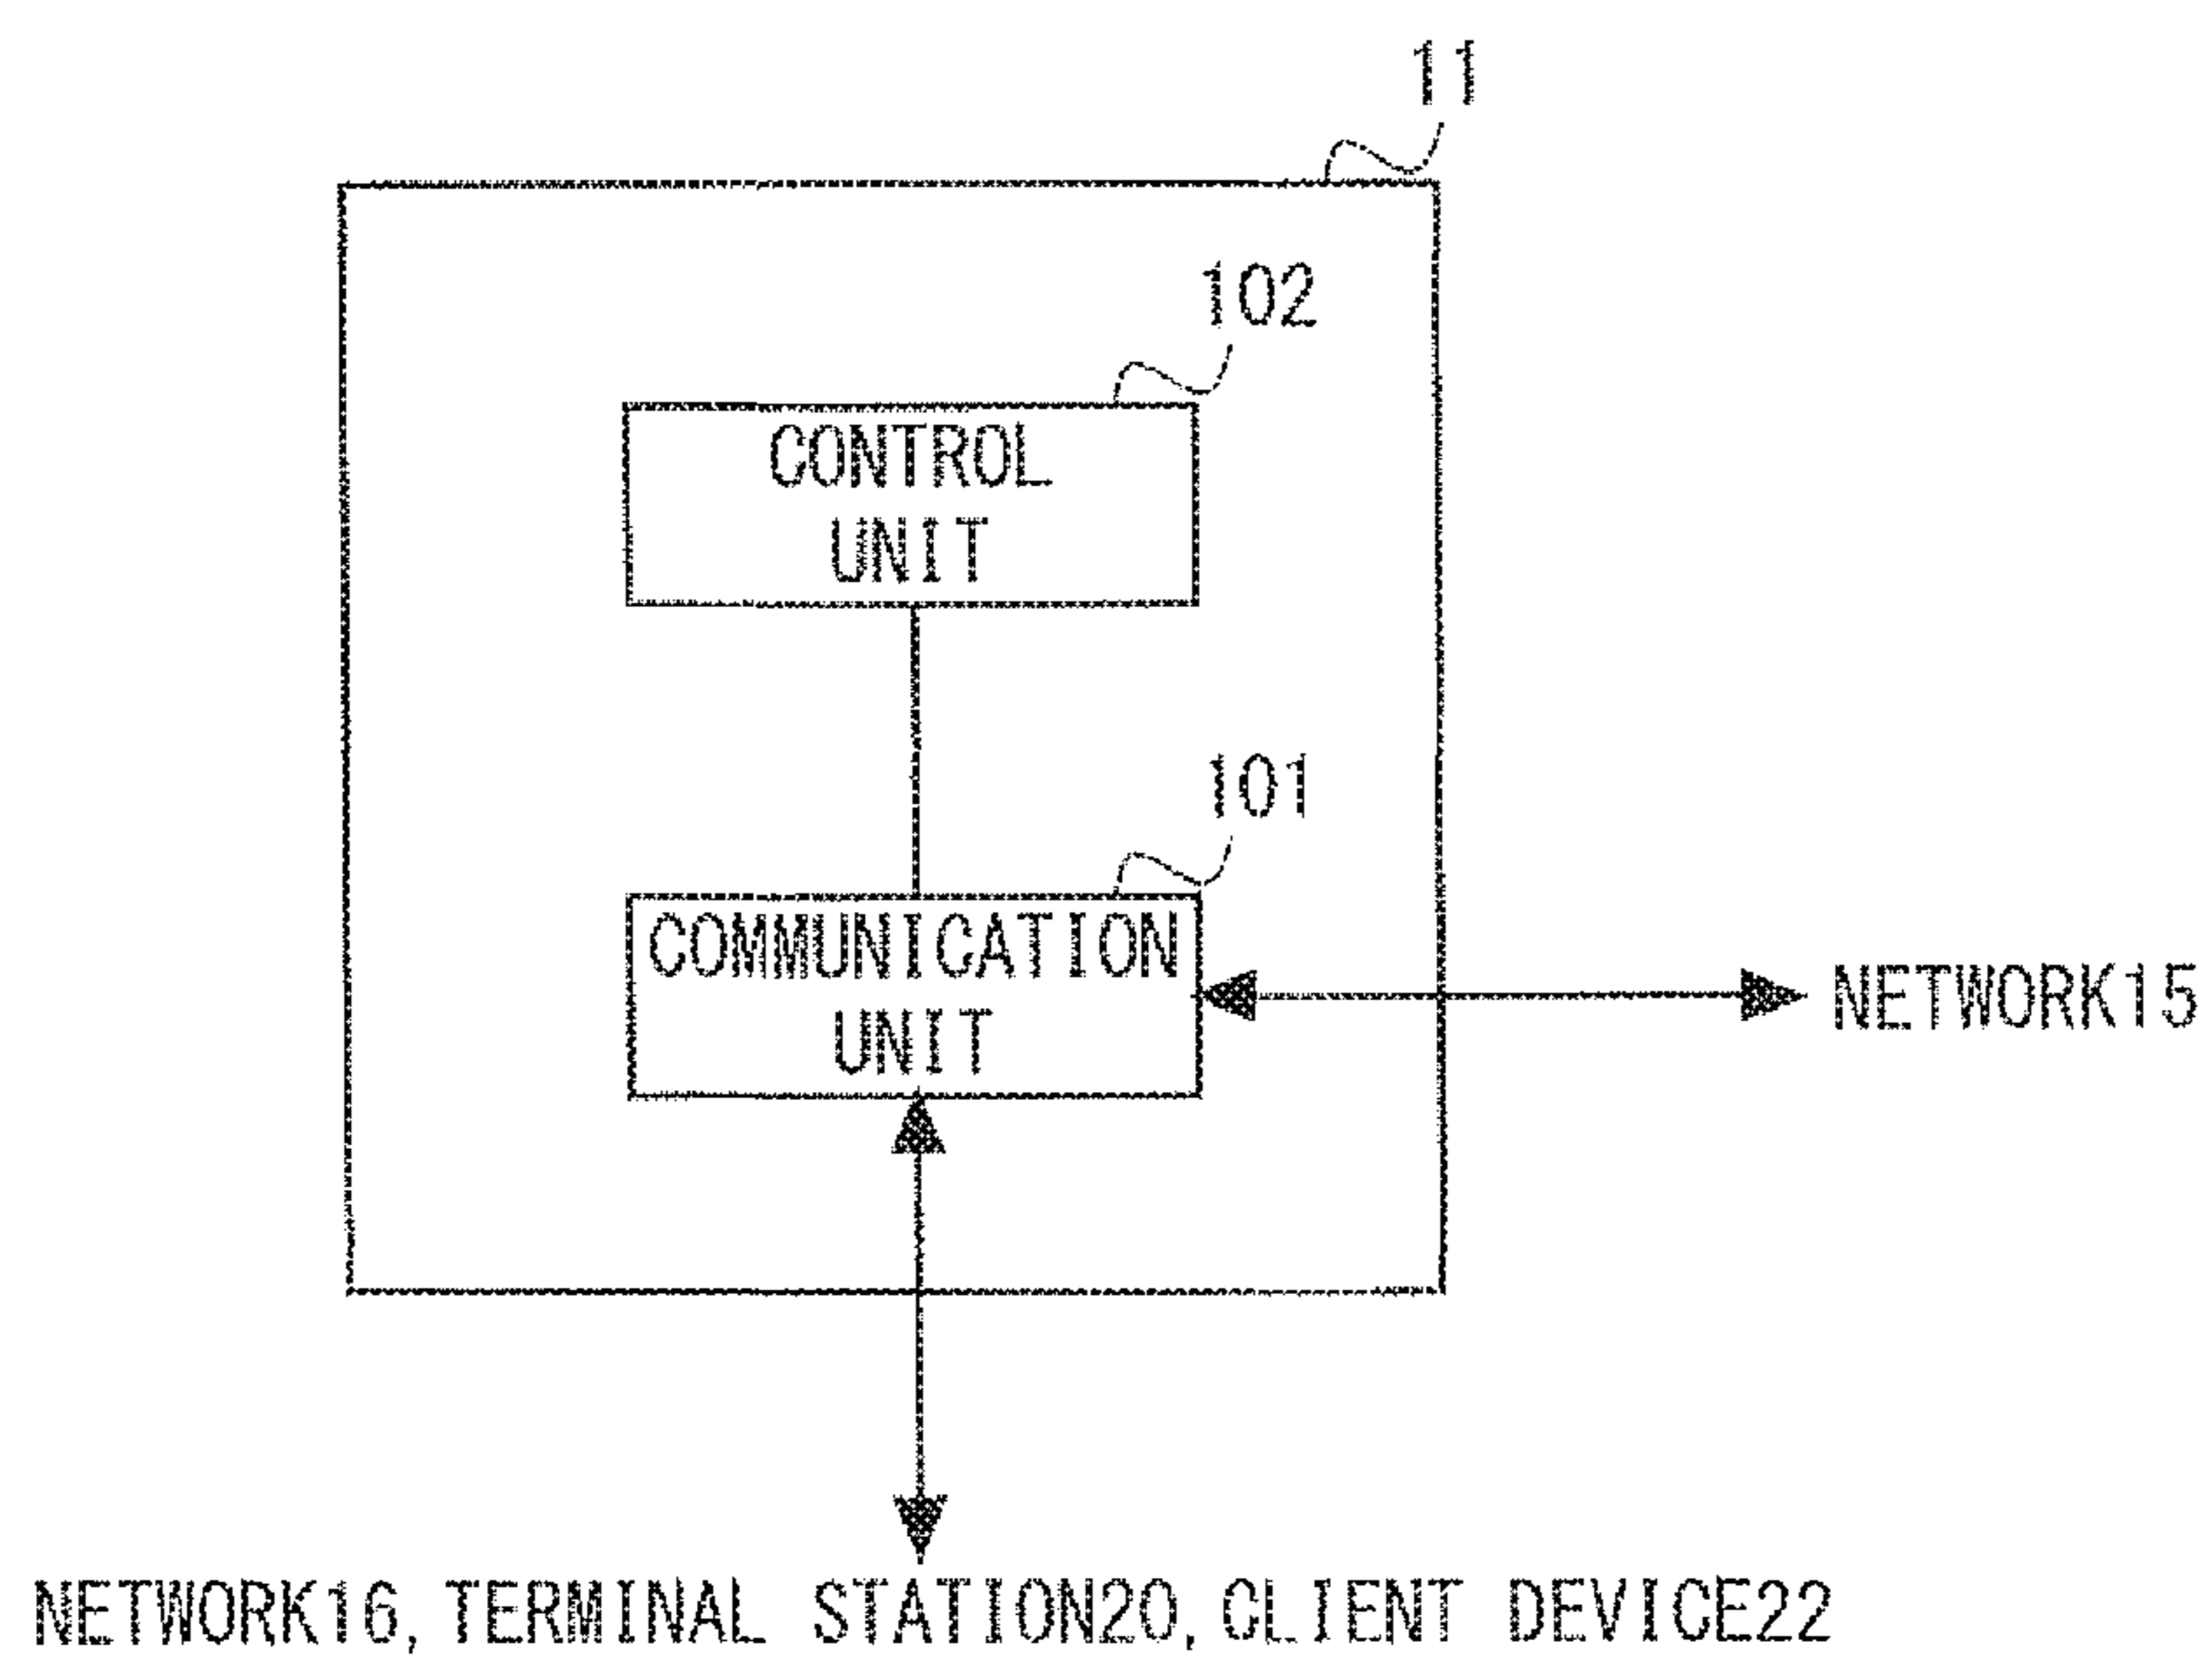 11
102
CONTROL
UNIT
101
COMMUNICATION
UNIT
NETWORK15
NETWORK16, TERMINAL STATION20, CLIENT DEVICE22